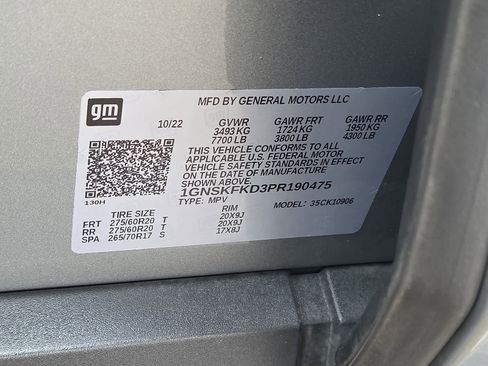 gm
MFD BY GENERAL MOTORS LLC
10/22 GVWR GAWR FRT GAWR RR
3493 KG 1724 KG 1950 KG
7700 LB 3800 LB 4300 LB
THIS VEHICLE CONFORMS TO ALL
APPLICABLE U.S. FEDERAL MOTOR
VEHICLE SAFETY STANDARDS IN EFFECT
ON THE DATE OF MANUFACTURE
SHOWN ABOVE.
1GNSKFKD3PR190475
130H TYPE: MPV MODEL: 35CK10906
TIRE SIZE RIM
FRT 275/60R20 T 20X9J
RR 275/60R20 T 20X9J
SPA 265/70R17 S 17X8J